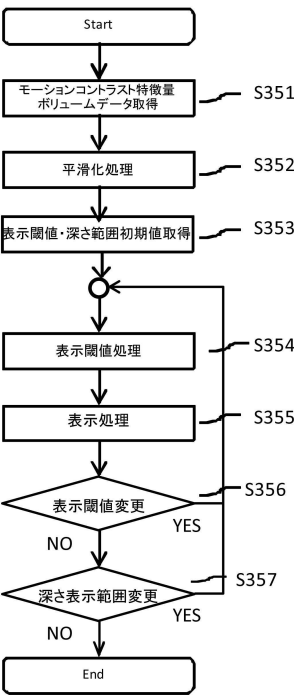 Start
モーションコントラスト特徴量
ボリュームデータ取得
S351
平滑化処理
S352
表示閾値・深さ範囲初期値取得
S353
表示閾値処理
S354
表示処理
S355
表示閾値変更
S356
YES
NO
深さ表示範囲変更
S357
YES
NO
End